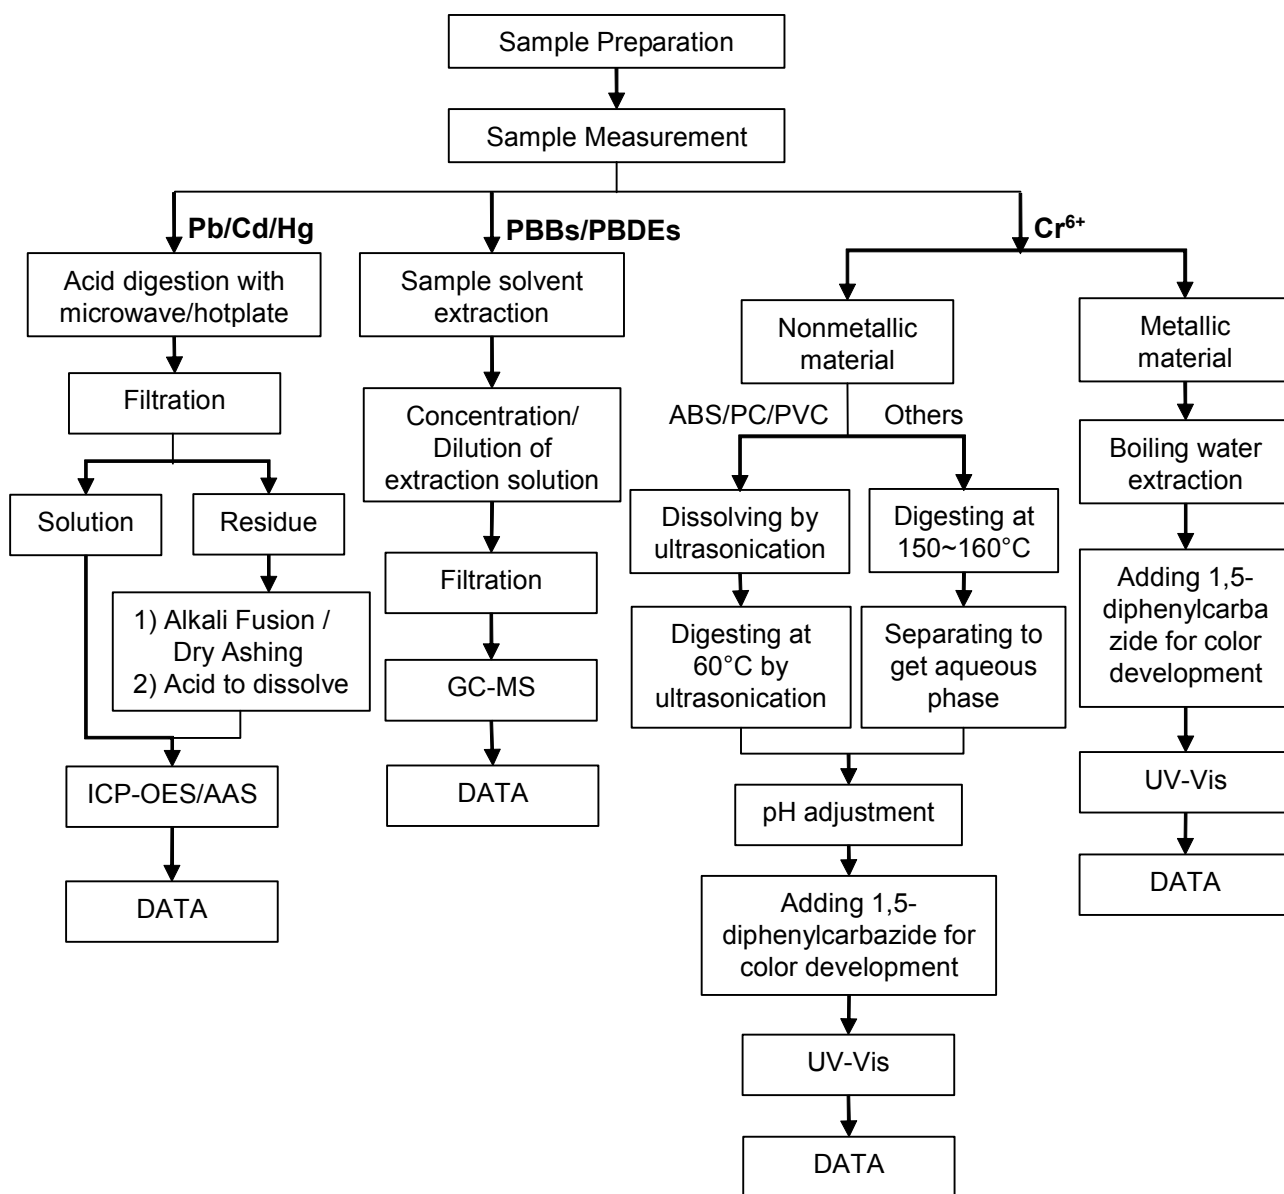 Sample Preparation
Sample Measurement
Pb/Cd/Hg
Acid digestion with
microwave/hotplate
Filtration
Solution
Residue
1) Alkali Fusion /
Dry Ashing
2) Acid to dissolve
ICP-OES/AAS
DATA
PBBs/PBDEs
Sample solvent
extraction
Concentration/
Dilution of
extraction solution
Filtration
GC-MS
DATA
Cr⁶⁺
Nonmetallic
material
ABS/PC/PVC
Others
Dissolving by
ultrasonication
Digesting at
60°C by
ultrasonication
Digesting at
150~160°C
Separating to
get aqueous
phase
pH adjustment
Adding 1,5-
diphenylcarbazide for
color development
UV-Vis
DATA
Metallic
material
Boiling water
extraction
Adding 1,5-
diphenylcarba
zide for color
development
UV-Vis
DATA